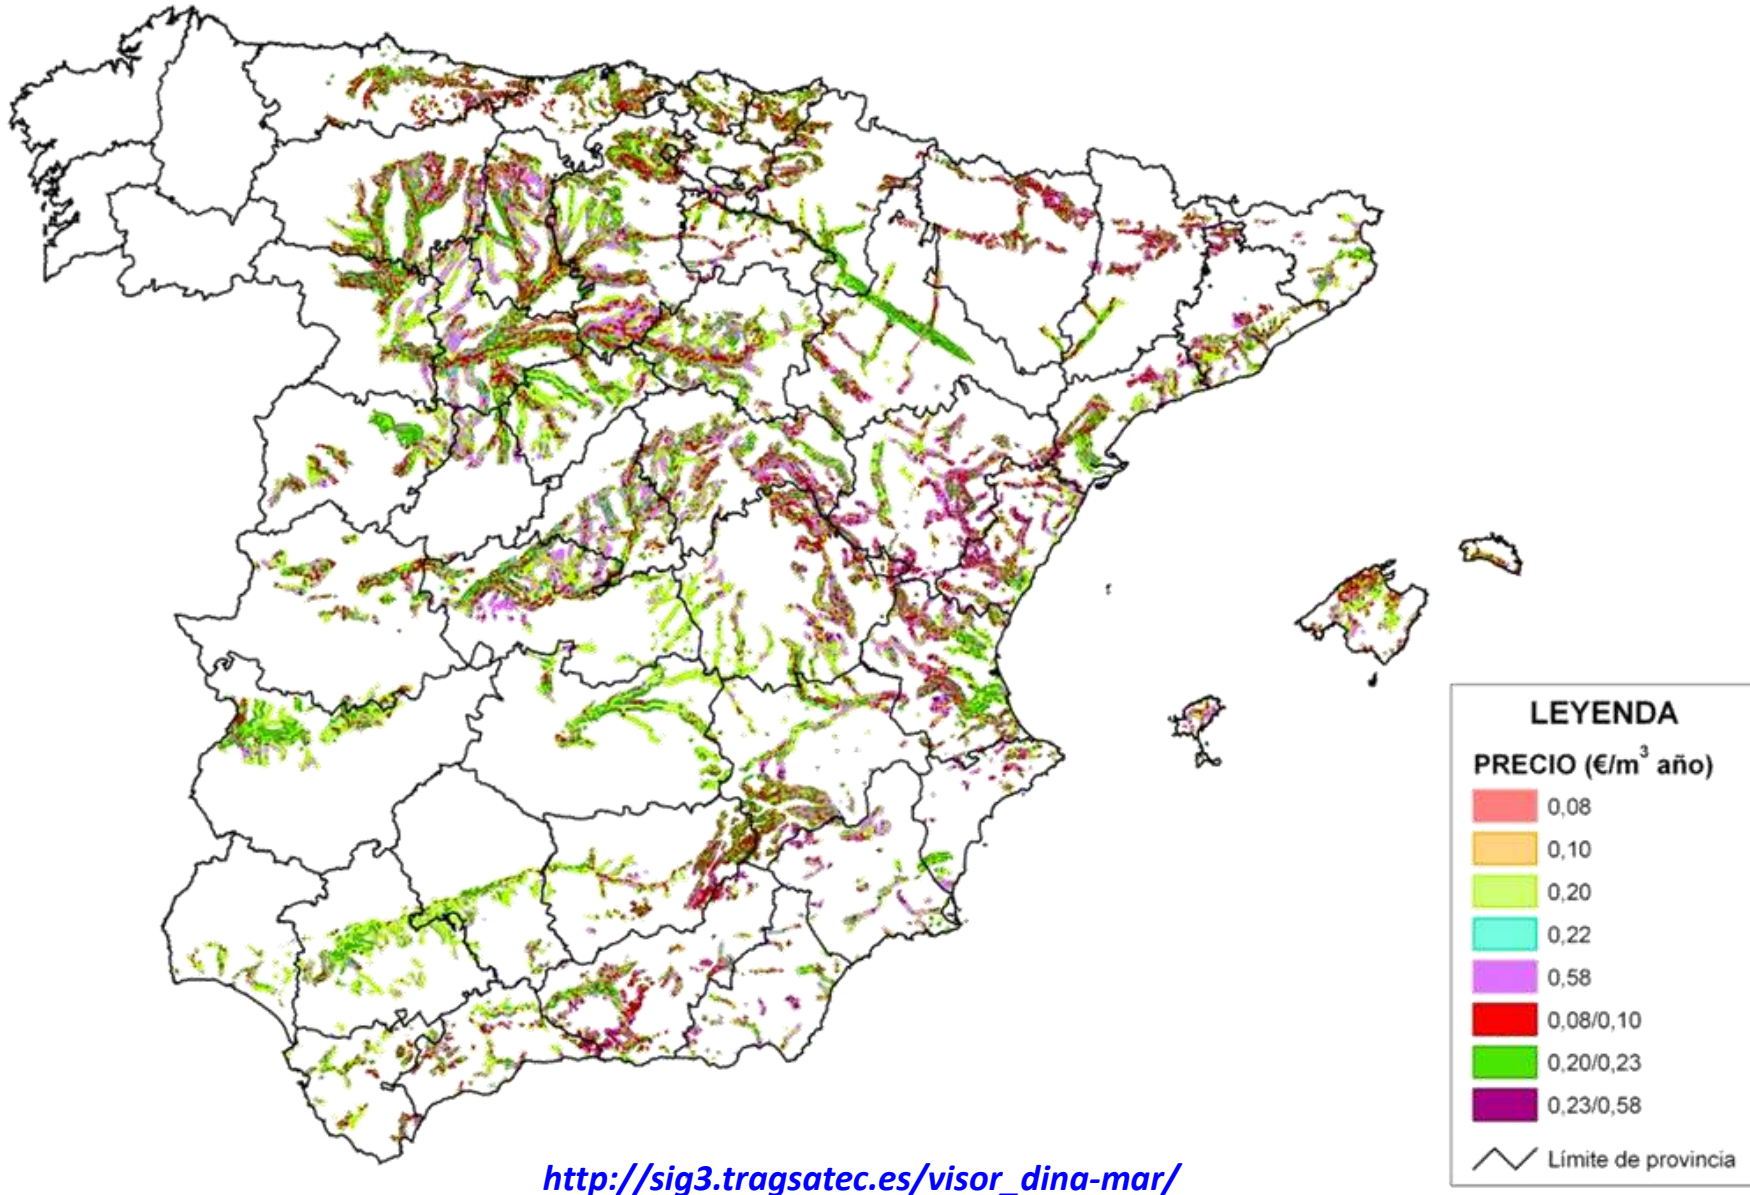 LEYENDA
PRECIO (€/m³ año)
0,08
0,10
0,20
0,22
0,58
0,08/0,10
0,20/0,23
0,23/0,58
Límite de provincia
http://sig3.tragsatec.es/visor_dina-mar/